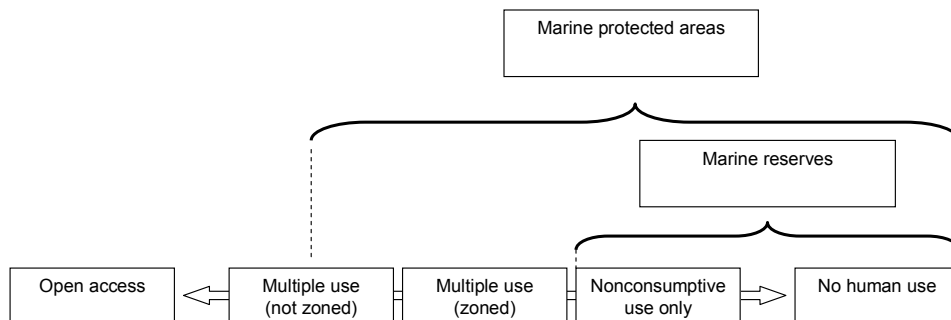 Marine protected areas
Marine reserves
Open access
Multiple use
(not zoned)
Multiple use
(zoned)
Nonconsumptive
use only
No human use